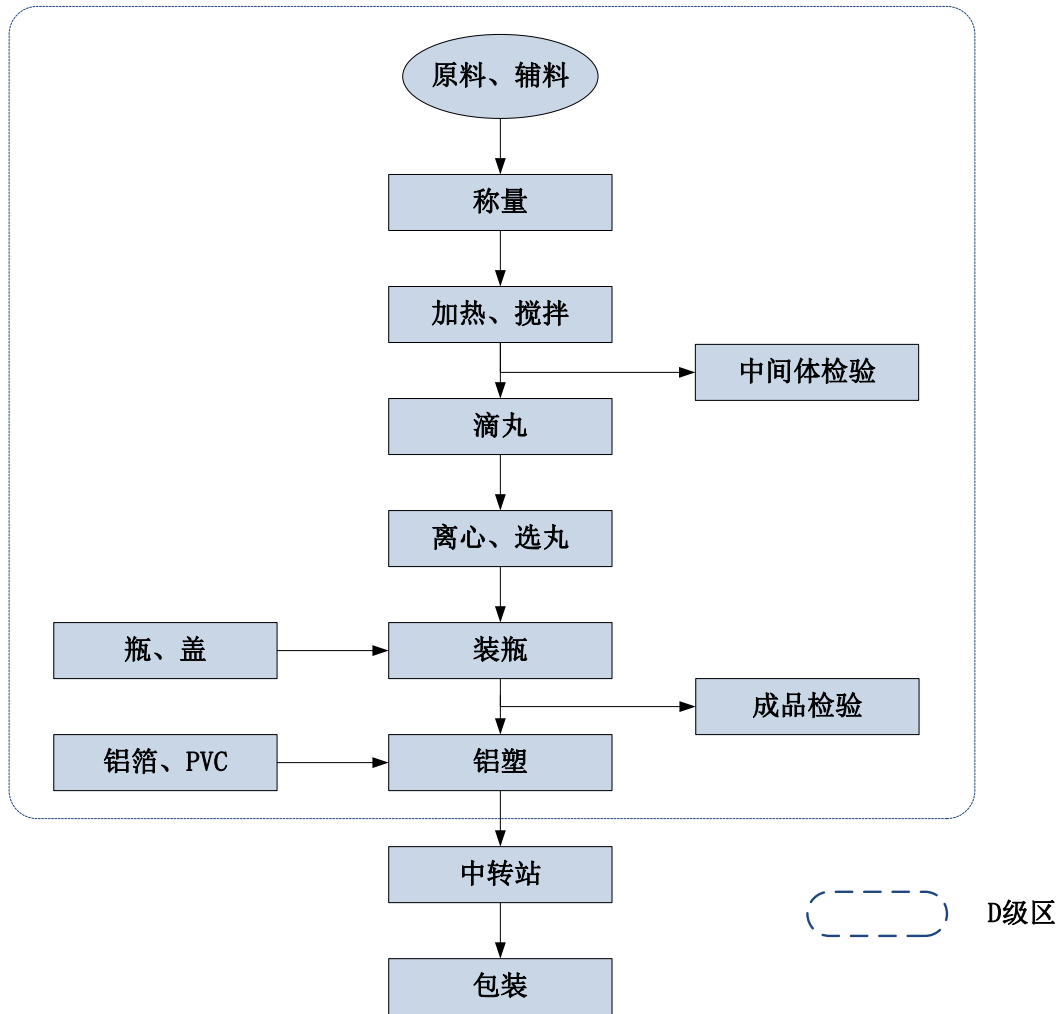 原料、辅料
称量
加热、搅拌
中间体检验
滴丸
离心、选丸
瓶、盖
装瓶
成品检验
铝箔、PVC
铝塑
中转站
D级区
包装